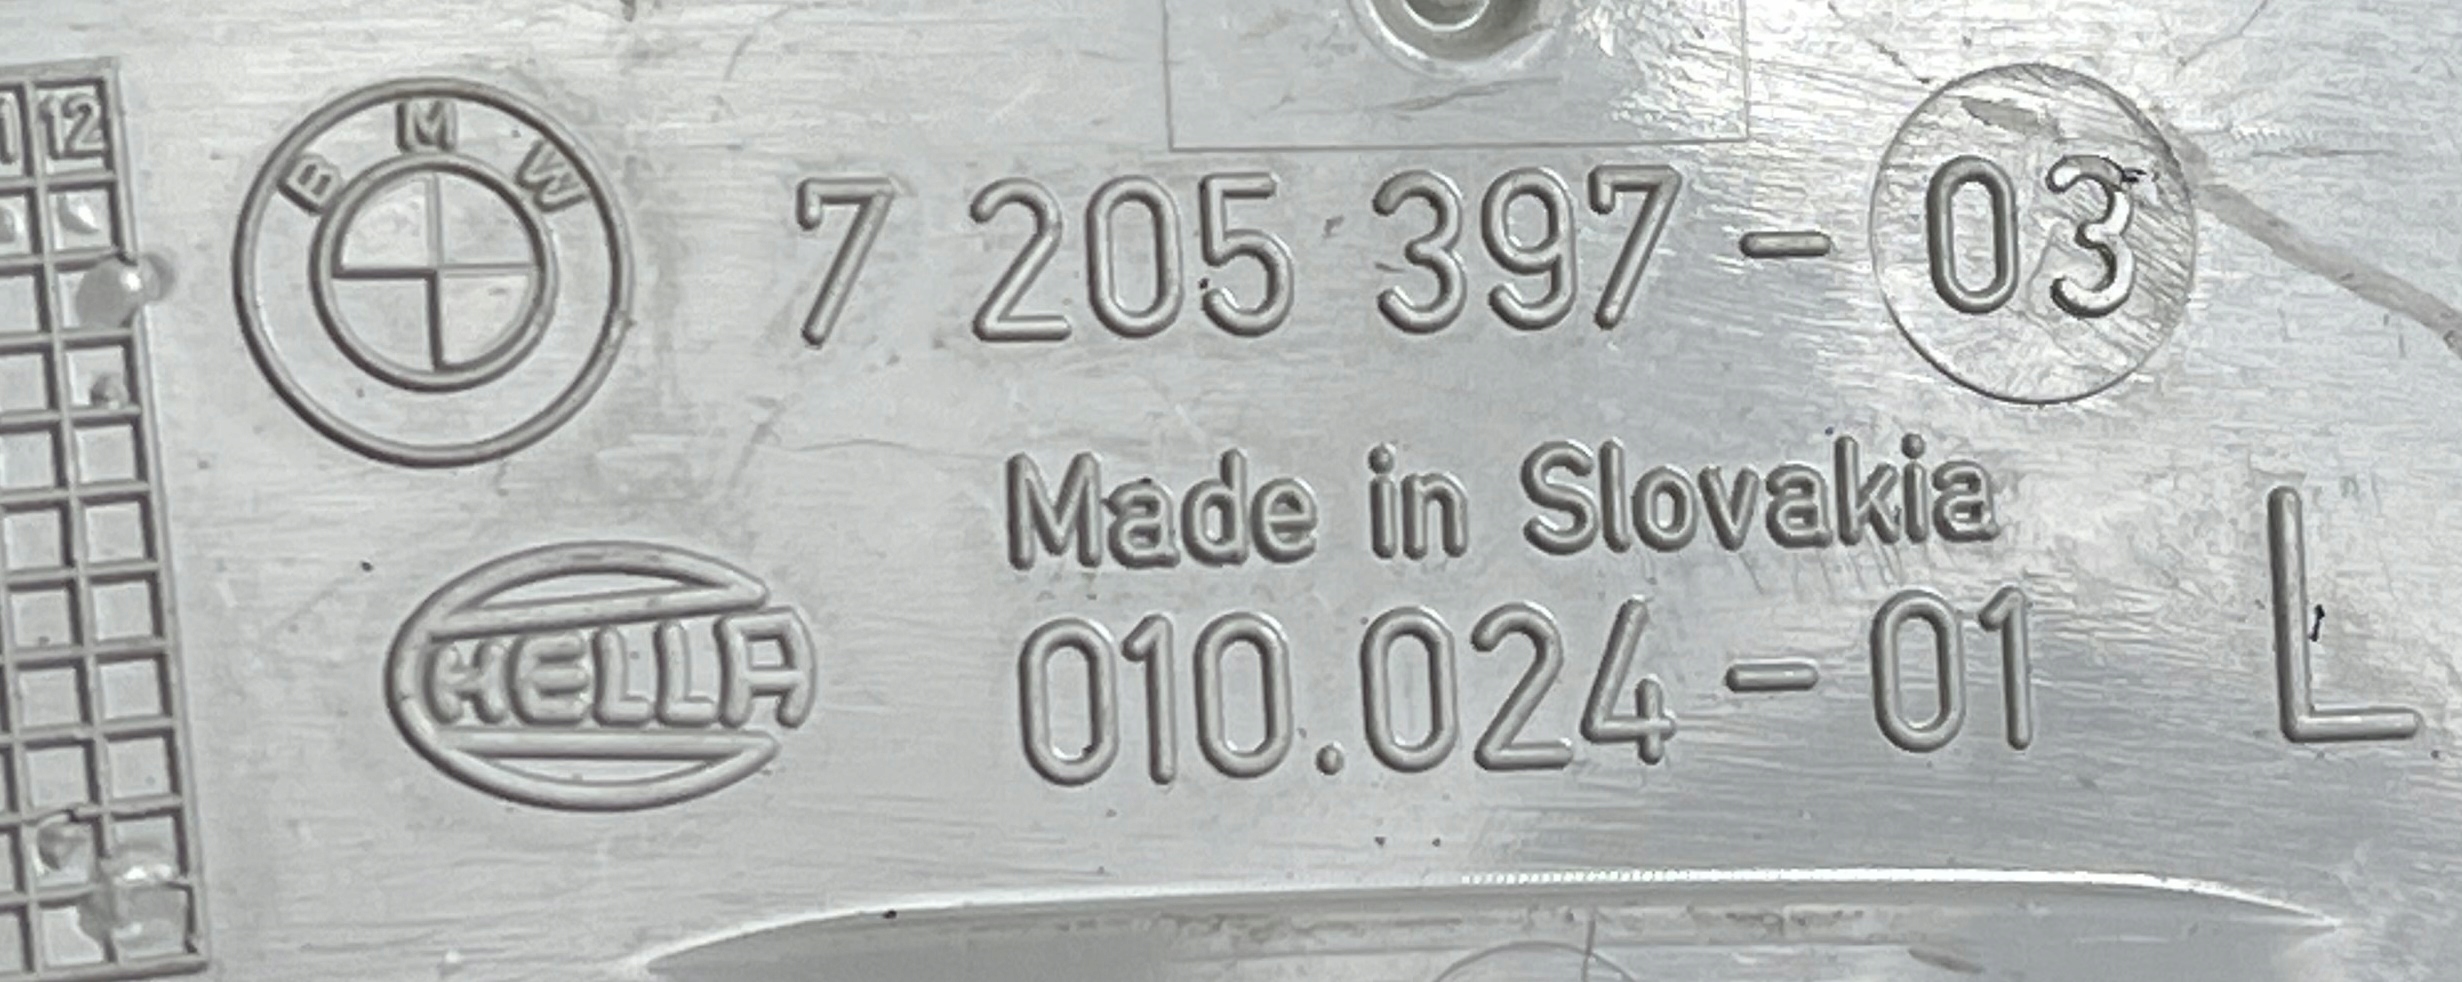 12
BMW
7 205 397-03
Made in Slovakia
HELLA
010.024-01
L